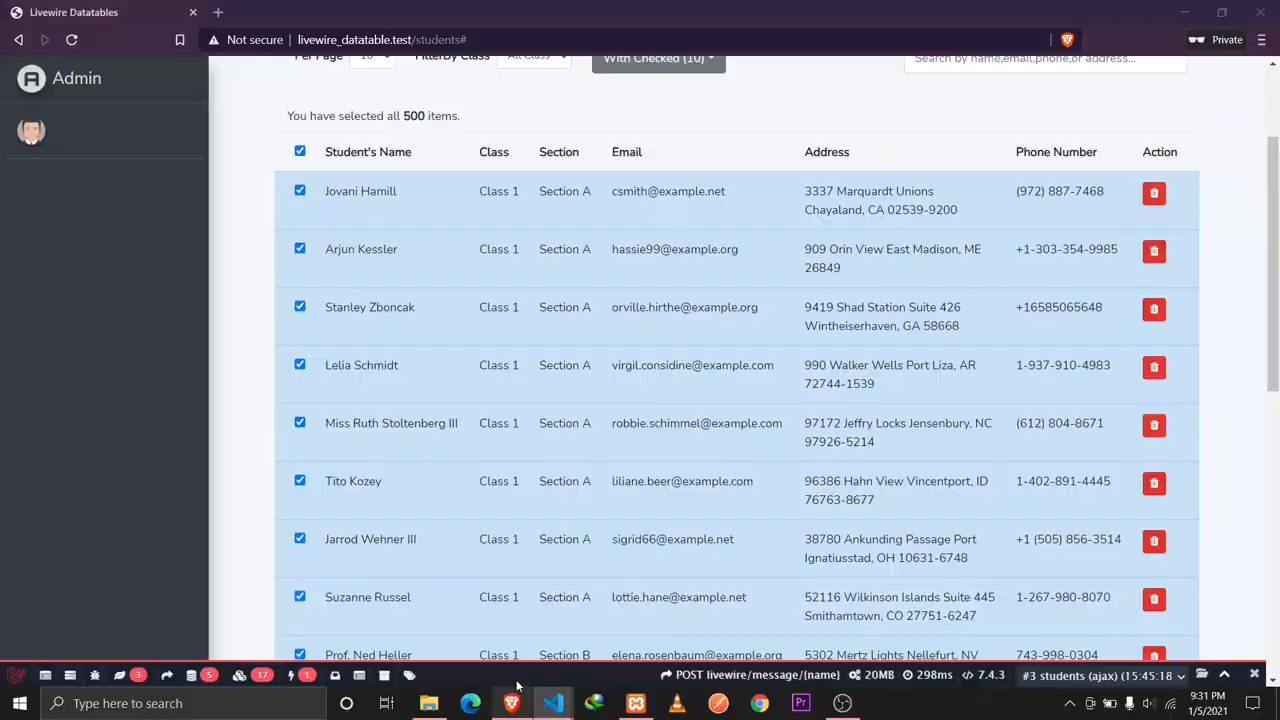 Livewire Datatables
Not secure livewire_datatable.test/students# Private
Admin
Per Page 10 FilterBy Class All Class With Checked (10) Search by name,email,phone,or address...
You have selected all 500 items.
Student's Name Class Section Email Address Phone Number Action
Jovani Hamill Class 1 Section A csmith@example.net 3337 Marquardt Unions (972) 887-7468
Chayaland, CA 02539-9200
Arjun Kessler Class 1 Section A hassie99@example.org 909 Orin View East Madison, ME +1-303-354-9985
26849
Stanley Zboncak Class 1 Section A orville.hirthe@example.org 9419 Shad Station Suite 426 +16585065648
Wintheiserhaven, GA 58668
Lelia Schmidt Class 1 Section A virgil.considine@example.com 990 Walker Wells Port Liza, AR 1-937-910-4983
72744-1539
Miss Ruth Stoltenberg III Class 1 Section A robbie.schimmel@example.com 97172 Jeffry Locks Jensenbury, NC (612) 804-8671
97926-5214
Tito Kozey Class 1 Section A liliane.beer@example.com 96386 Hahn View Vincentport, ID 1-402-891-4445
76763-8677
Jarrod Wehner III Class 1 Section A sigrid66@example.net 38780 Ankunding Passage Port +1 (505) 856-3514
Ignatiusstad, OH 10631-6748
Suzanne Russel Class 1 Section A lottie.hane@example.net 52116 Wilkinson Islands Suite 445 1-267-980-8070
Smithamtown, CO 27751-6247
Prof. Ned Heller Class 1 Section B elena.rosenbaum@example.org 5302 Mertz Lights Nellefurt, NV 743-998-0304
3 5 17 1 POST livewire/message/{name} 20MB 298ms 7.4.3 #3 students (ajax) (15:45:18)
Type here to search Pr 9:31 PM
1/5/2021